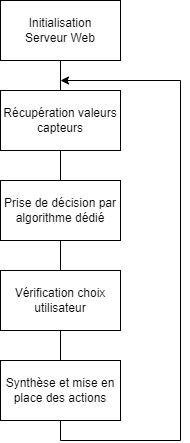 Initialisation
Serveur Web
Récupération valeurs
capteurs
Prise de décision par
algorithme dédié
Vérification choix
utilisateur
Synthèse et mise en
place des actions